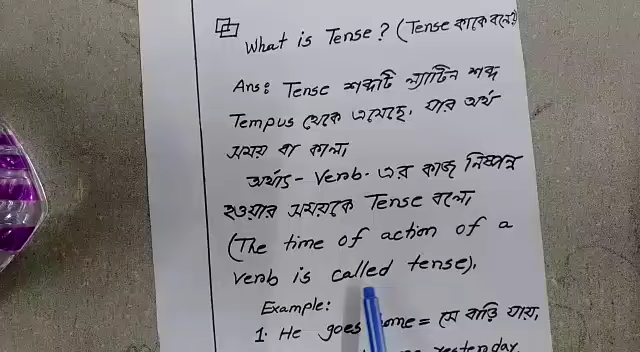 What is Tense? (Tense কাকে বলে?)
Ans: Tense শব্দটি ল্যাটিন শব্দ
Tempus থেকে এসেছে, যার অর্থ
সময় বা কাল।
অর্থাৎ - Verb-এর কাজ নিষ্পন্ন
হওয়ার সময়কে Tense বলে।
(The time of action of a
verb is called tense).
Example:
1. He goes home = সে বাড়ি যায়,
yesterday